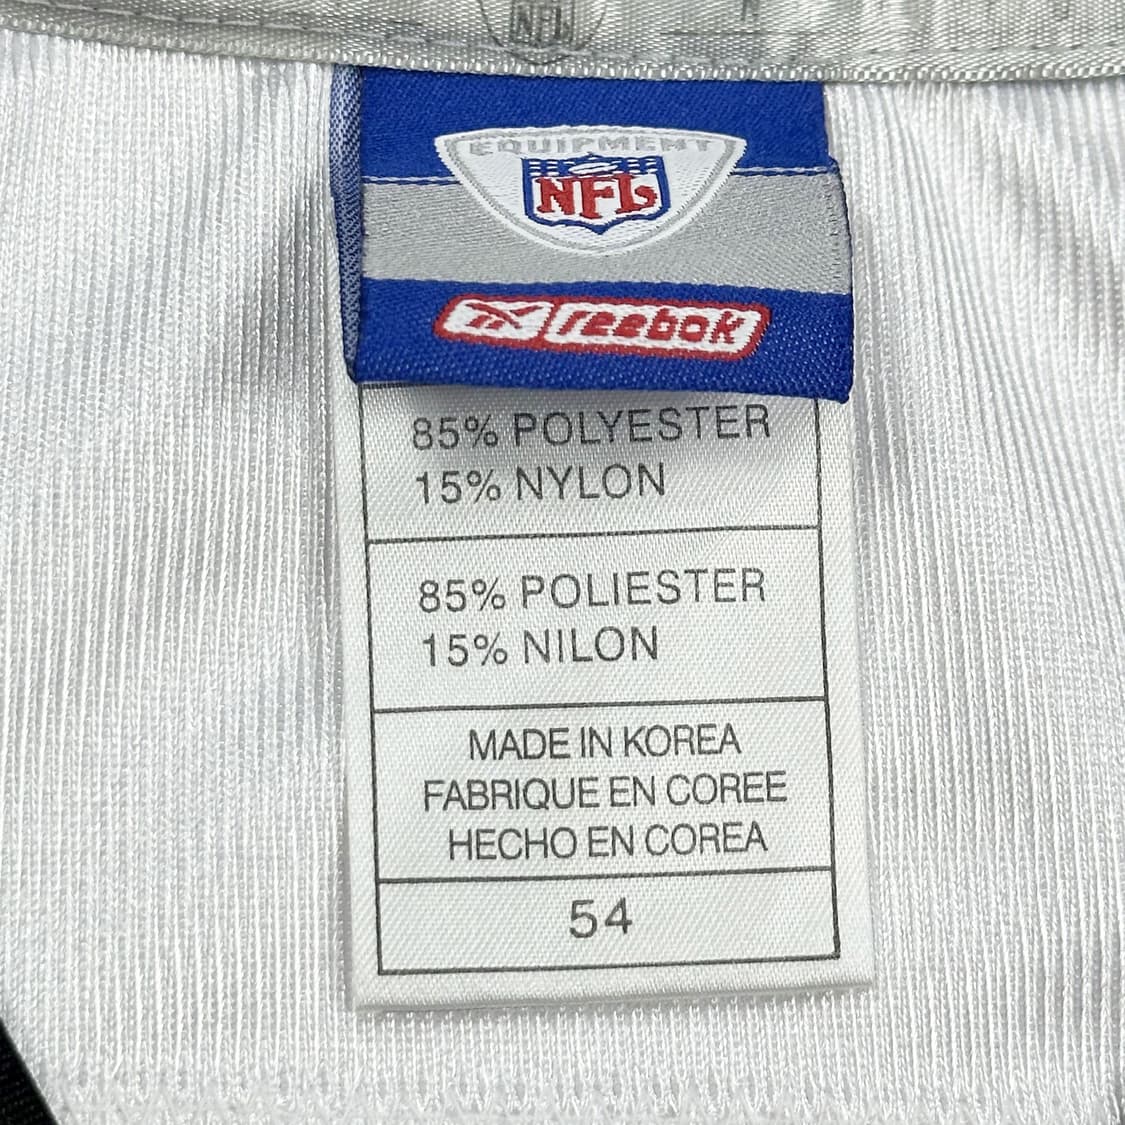 NFL
EQUIPMENT
NFL
Reebok
85% POLYESTER
15% NYLON
85% POLIESTER
15% NILON
MADE IN KOREA
FABRIQUE EN COREE
HECHO EN COREA
54